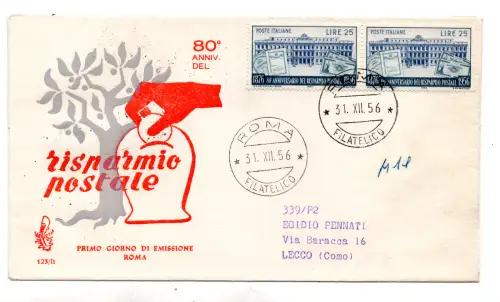 80°
ANNIV.
DEL
risparmio
postale
PRIMO GIORNO DI EMISSIONE
ROMA
123/It
POSTE ITALIANE LIRE 25
1876 80° ANNIVERSARIO DEL RISPARMIO POSTALE 1956
POSTE ITALIANE LIRE 25
1876 80° ANNIVERSARIO DEL RISPARMIO POSTALE 1956
ROMA
* 31. XII. 56 *
FILATELICO
ROMA
* 31. XII. 56 *
FILATELICO
339/P2
EGIDIO PENNATI
Via Baracca 16
LECCO (Como)